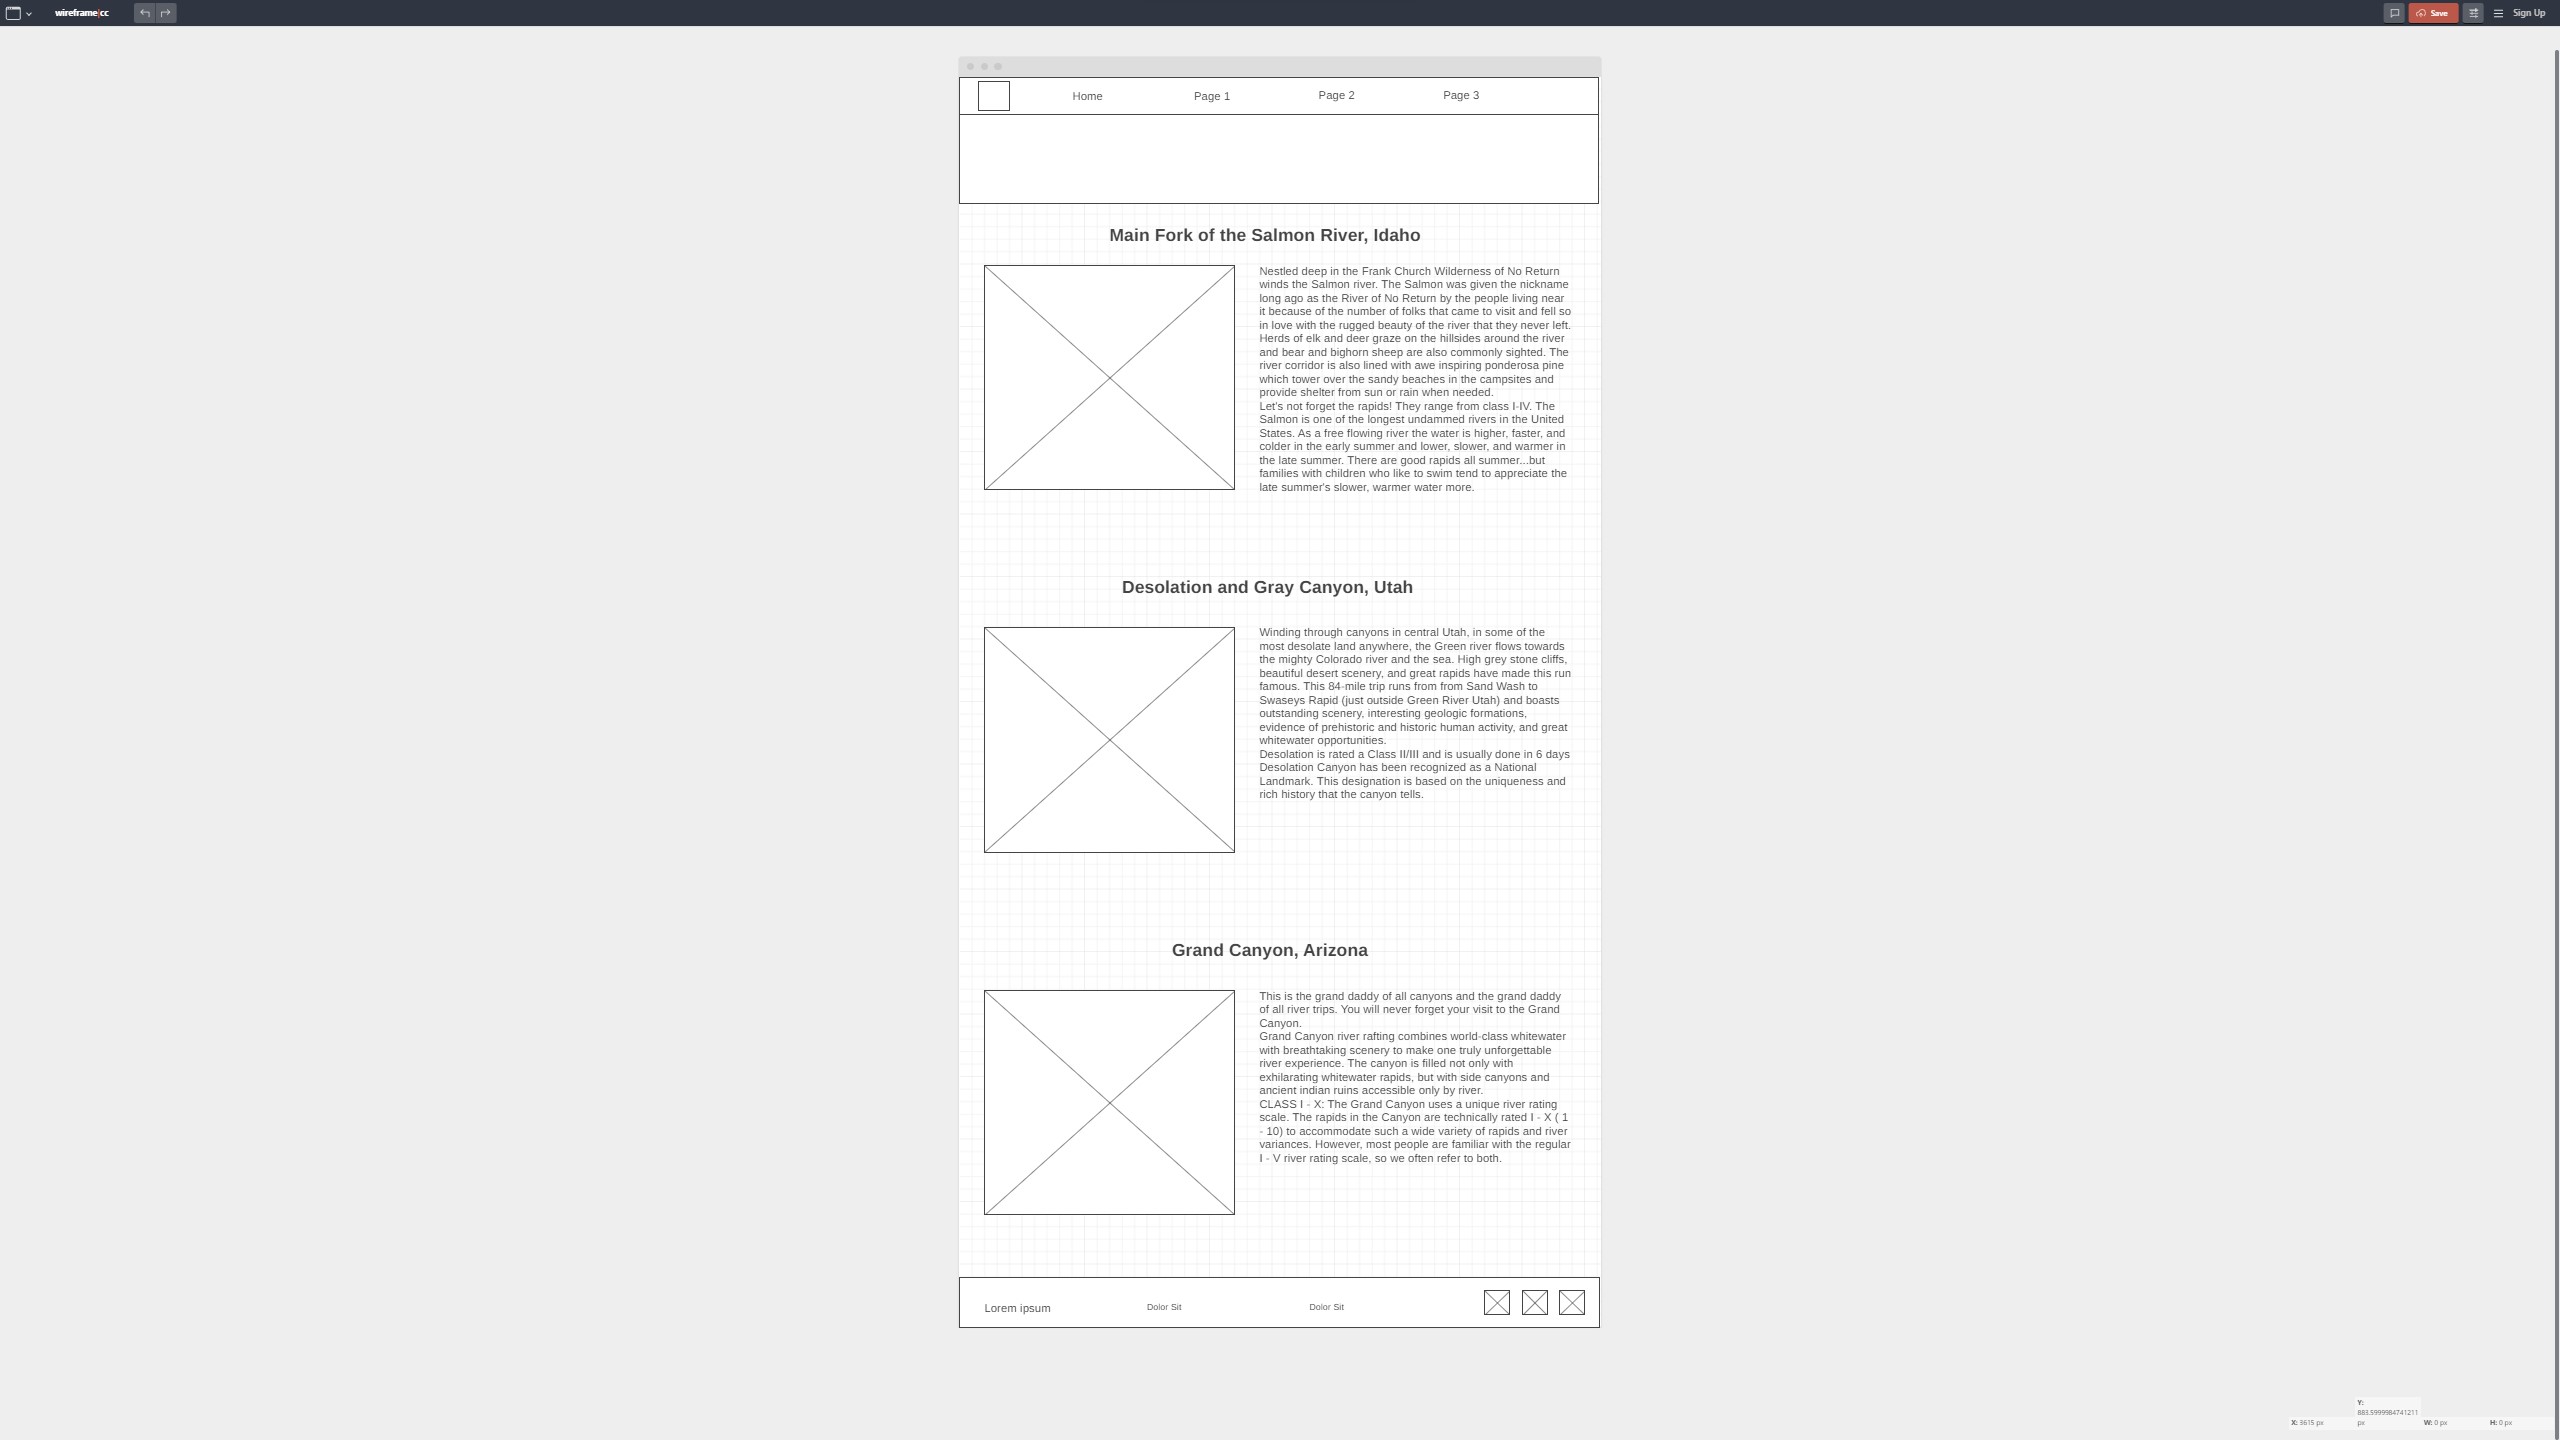 wireframe|cc
Save
Sign Up
Home
Page 1
Page 2
Page 3
Main Fork of the Salmon River, Idaho
Nestled deep in the Frank Church Wilderness of No Return
winds the Salmon river. The Salmon was given the nickname
long ago as the River of No Return by the people living near
it because of the number of folks that came to visit and fell so
in love with the rugged beauty of the river that they never left.
Herds of elk and deer graze on the hillsides around the river
and bear and bighorn sheep are also commonly sighted. The
river corridor is also lined with awe inspiring ponderosa pine
which tower over the sandy beaches in the campsites and
provide shelter from sun or rain when needed.
Let's not forget the rapids! They range from class I-IV. The
Salmon is one of the longest undammed rivers in the United
States. As a free flowing river the water is higher, faster, and
colder in the early summer and lower, slower, and warmer in
the late summer. There are good rapids all summer...but
families with children who like to swim tend to appreciate the
late summer's slower, warmer water more.
Desolation and Gray Canyon, Utah
Winding through canyons in central Utah, in some of the
most desolate land anywhere, the Green river flows towards
the mighty Colorado river and the sea. High grey stone cliffs,
beautiful desert scenery, and great rapids have made this run
famous. This 84-mile trip runs from from Sand Wash to
Swaseys Rapid (just outside Green River Utah) and boasts
outstanding scenery, interesting geologic formations,
evidence of prehistoric and historic human activity, and great
whitewater opportunities.
Desolation is rated a Class II/III and is usually done in 6 days
Desolation Canyon has been recognized as a National
Landmark. This designation is based on the uniqueness and
rich history that the canyon tells.
Grand Canyon, Arizona
This is the grand daddy of all canyons and the grand daddy
of all river trips. You will never forget your visit to the Grand
Canyon.
Grand Canyon river rafting combines world-class whitewater
with breathtaking scenery to make one truly unforgettable
river experience. The canyon is filled not only with
exhilarating whitewater rapids, but with side canyons and
ancient indian ruins accessible only by river.
CLASS I - X: The Grand Canyon uses a unique river rating
scale. The rapids in the Canyon are technically rated I - X ( 1
- 10) to accommodate such a wide variety of rapids and river
variances. However, most people are familiar with the regular
I - V river rating scale, so we often refer to both.
Lorem ipsum
Dolor Sit
Dolor Sit
X: 3615 px
Y:
883.5999984741211
px
W: 0 px
H: 0 px